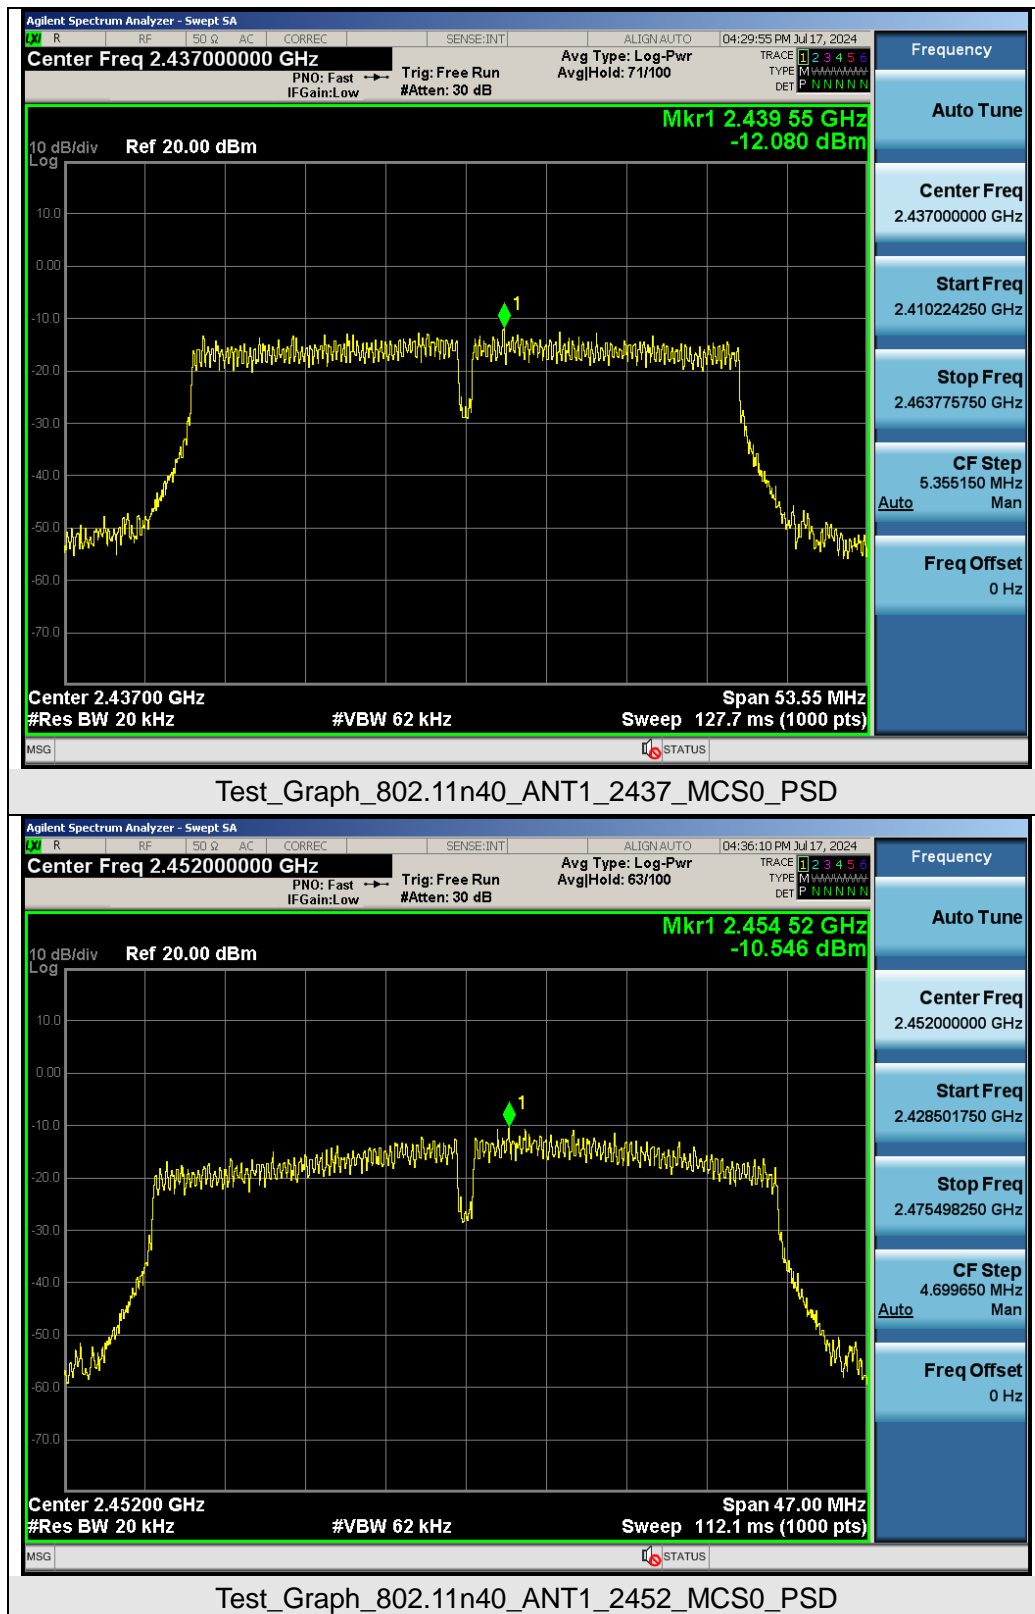 Agilent Spectrum Analyzer - Swept SA
LXI R RF 50 Ω AC CORREC SENSE:INT ALIGN AUTO 04:29:55 PM Jul 17, 2024
Center Freq 2.437000000 GHz
PNO: Fast
IFGain:Low
Trig: Free Run
#Atten: 30 dB
Avg Type: Log-Pwr
Avg|Hold: 71/100
TRACE 1 2 3 4 5 6
TYPE M
DET P N N N N N
Mkr1 2.439 55 GHz
-12.080 dBm
10 dB/div Ref 20.00 dBm
Log
10.0
0.00
-10.0
-20.0
-30.0
-40.0
-50.0
-60.0
-70.0
1
Center 2.43700 GHz Span 53.55 MHz
#Res BW 20 kHz #VBW 62 kHz Sweep 127.7 ms (1000 pts)
MSG STATUS
Frequency
Auto Tune
Center Freq
2.437000000 GHz
Start Freq
2.410224250 GHz
Stop Freq
2.463775750 GHz
CF Step
5.355150 MHz
Auto Man
Freq Offset
0 Hz
Test_Graph_802.11n40_ANT1_2437_MCS0_PSD
Agilent Spectrum Analyzer - Swept SA
LXI R RF 50 Ω AC CORREC SENSE:INT ALIGN AUTO 04:36:10 PM Jul 17, 2024
Center Freq 2.452000000 GHz
PNO: Fast
IFGain:Low
Trig: Free Run
#Atten: 30 dB
Avg Type: Log-Pwr
Avg|Hold: 63/100
TRACE 1 2 3 4 5 6
TYPE M
DET P N N N N N
Mkr1 2.454 52 GHz
-10.546 dBm
10 dB/div Ref 20.00 dBm
Log
10.0
0.00
-10.0
-20.0
-30.0
-40.0
-50.0
-60.0
-70.0
1
Center 2.45200 GHz Span 47.00 MHz
#Res BW 20 kHz #VBW 62 kHz Sweep 112.1 ms (1000 pts)
MSG STATUS
Frequency
Auto Tune
Center Freq
2.452000000 GHz
Start Freq
2.428501750 GHz
Stop Freq
2.475498250 GHz
CF Step
4.699650 MHz
Auto Man
Freq Offset
0 Hz
Test_Graph_802.11n40_ANT1_2452_MCS0_PSD